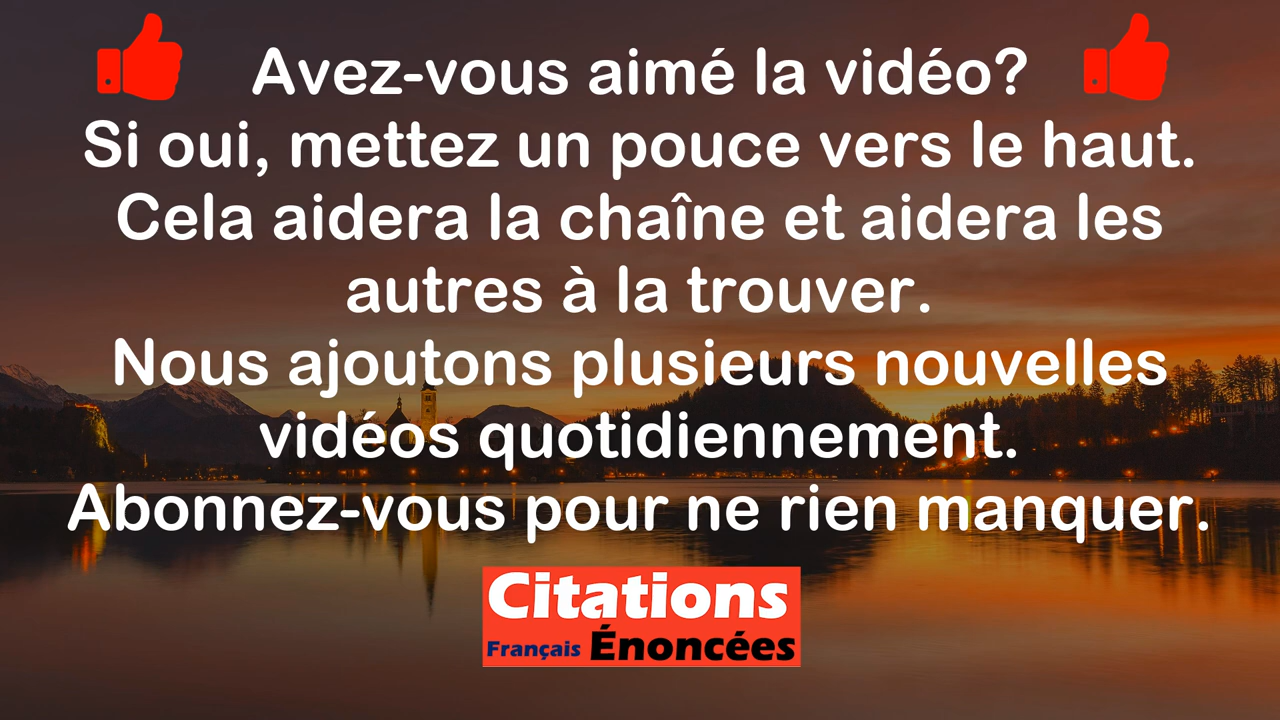 Avez-vous aimé la vidéo?
Si oui, mettez un pouce vers le haut.
Cela aidera la chaîne et aidera les
autres à la trouver.
Nous ajoutons plusieurs nouvelles
vidéos quotidiennement.
Abonnez-vous pour ne rien manquer.
Citations
Français Énoncées